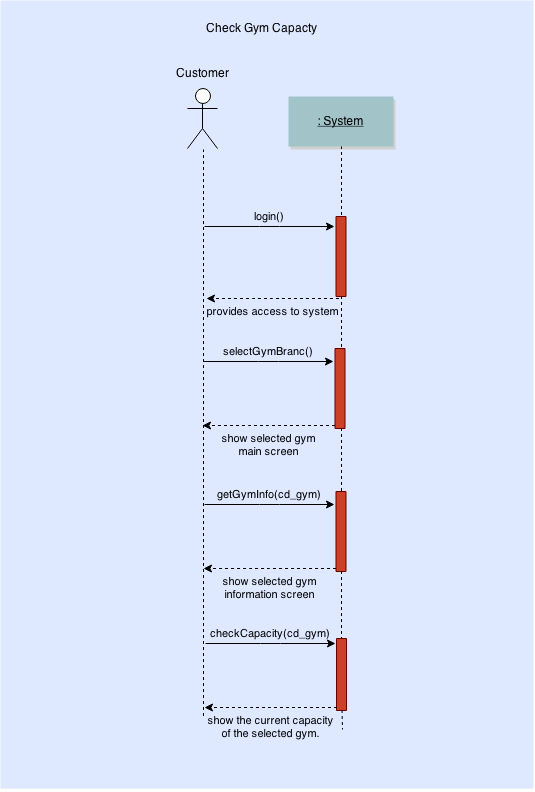 Check Gym Capacty
Customer
: System
login()
provides access to system
selectGymBranc()
show selected gym
main screen
getGymInfo(cd_gym)
show selected gym
information screen
checkCapacity(cd_gym)
show the current capacity
of the selected gym.